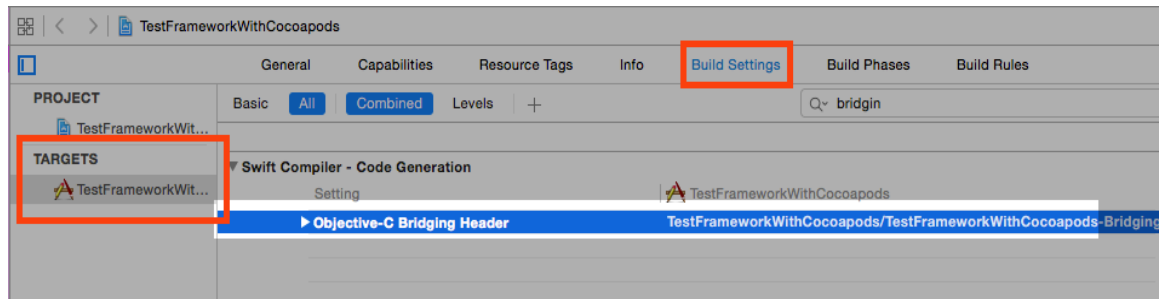 TestFrameworkWithCocoapods
General Capabilities Resource Tags Info Build Settings Build Phases Build Rules
PROJECT
Basic All Combined Levels + bridgin
TestFrameworkWit...
TARGETS
Swift Compiler - Code Generation
TestFrameworkWit...
Setting TestFrameworkWithCocoapods
Objective-C Bridging Header TestFrameworkWithCocoapods/TestFrameworkWithCocoapods-Bridging